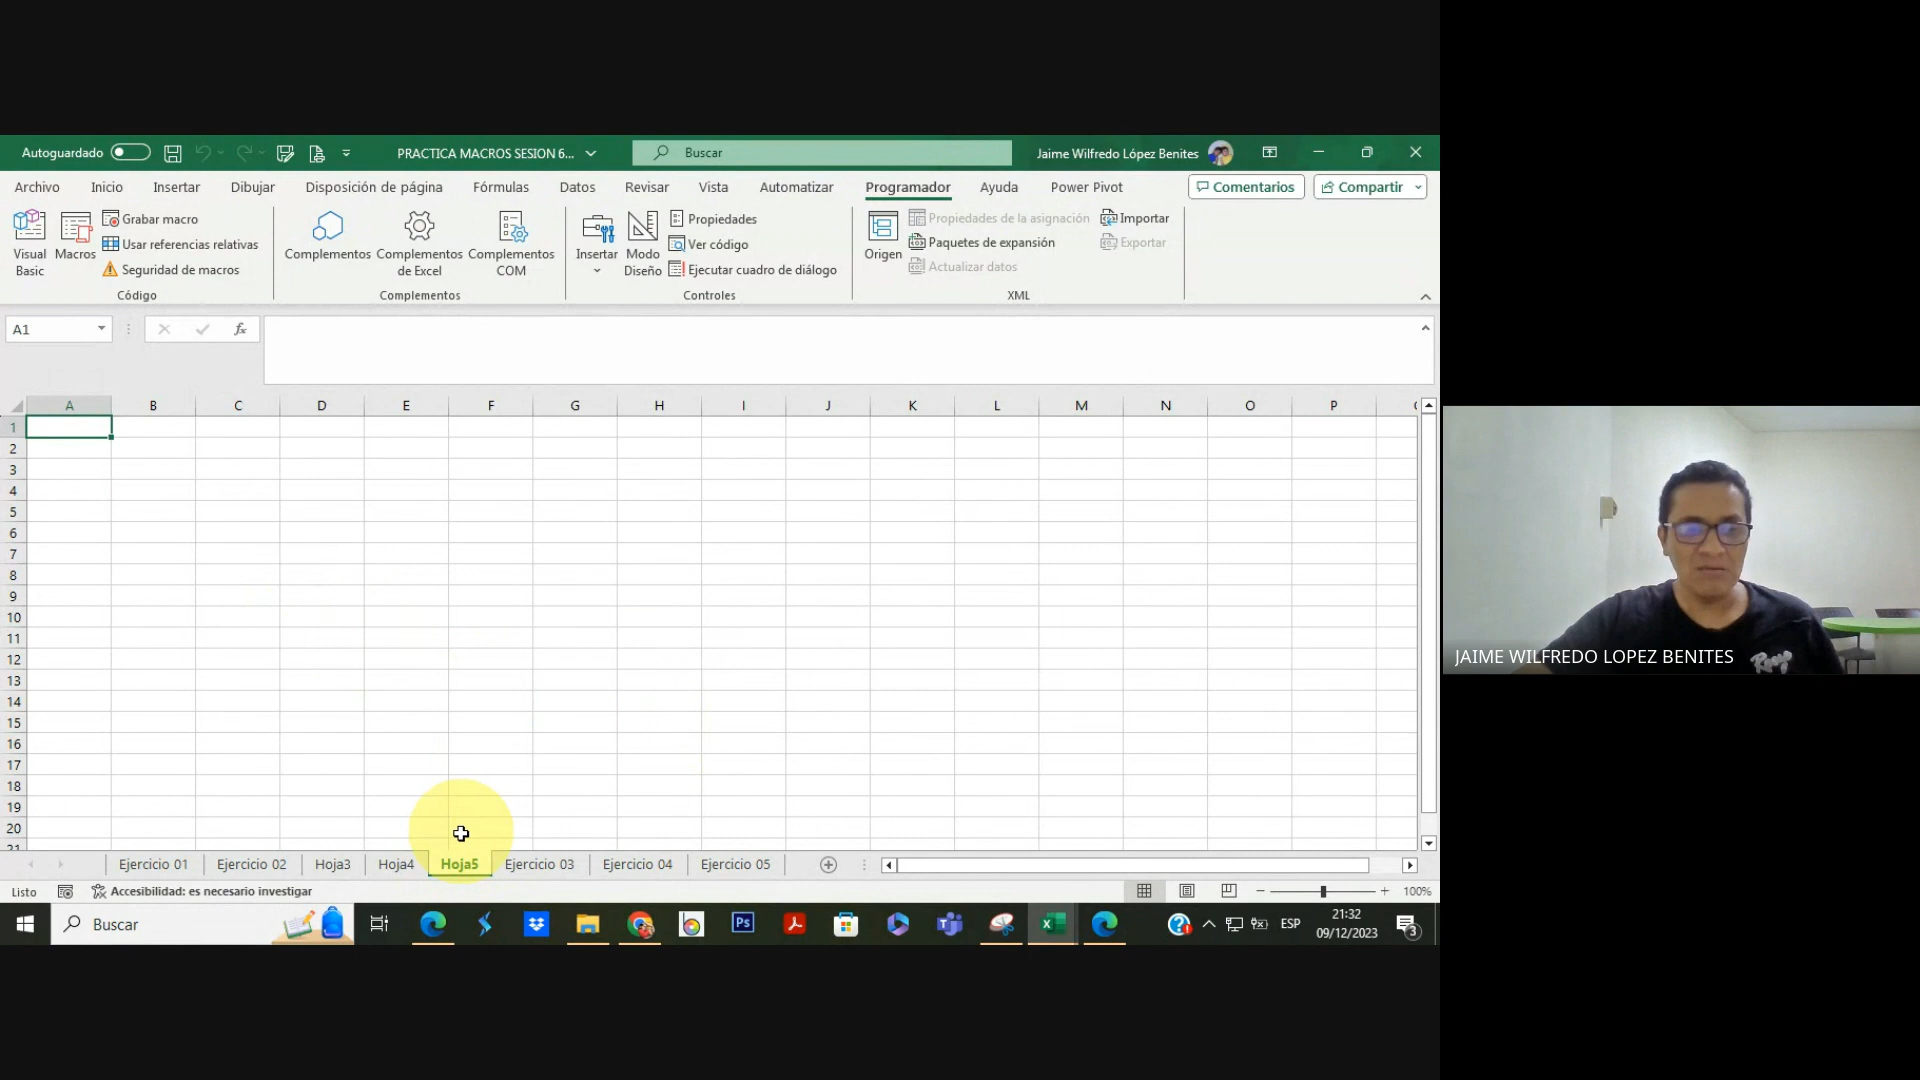 Autoguardado
PRACTICA MACROS SESION 6...
Buscar
Jaime Wilfredo López Benites
Archivo Inicio Insertar Dibujar Disposición de página Fórmulas Datos Revisar Vista Automatizar Programador Ayuda Power Pivot Comentarios Compartir
Visual Basic
Macros
Grabar macro
Usar referencias relativas
Seguridad de macros
Código
Complementos
Complementos de Excel
Complementos COM
Complementos
Insertar
Modo Diseño
Propiedades
Ver código
Ejecutar cuadro de diálogo
Controles
Origen
Propiedades de la asignación
Paquetes de expansión
Actualizar datos
Importar
Exportar
XML
A1
fx
A B C D E F G H I J K L M N O P
1
2
3
4
5
6
7
8
9
10
11
12
13
14
15
16
17
18
19
20
21
Ejercicio 01 Ejercicio 02 Hoja3 Hoja4 Hoja5 Ejercicio 03 Ejercicio 04 Ejercicio 05
Listo Accesibilidad: es necesario investigar 100%
Buscar
Ps
ESP
21:32
09/12/2023
3
JAIME WILFREDO LOPEZ BENITES